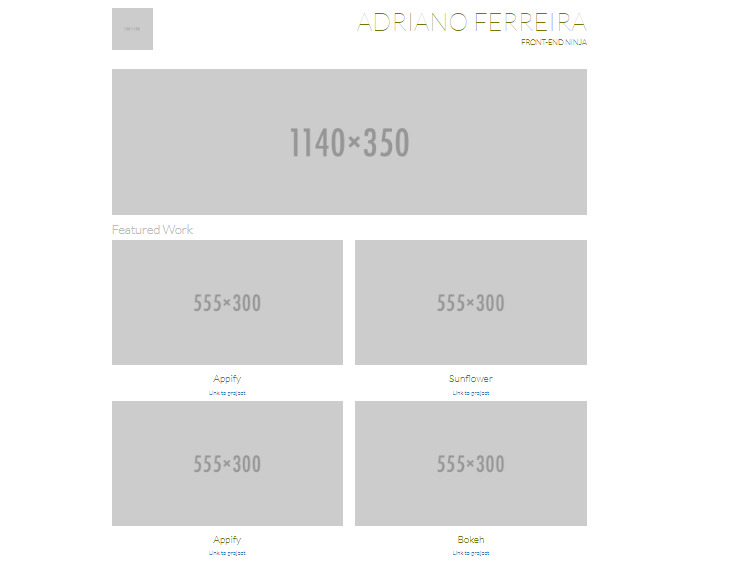 ADRIANO FERREIRA
FRONT-END NINJA
1140×350
Featured Work
555×300 555×300
Appify Sunflower
Link to project Link to project
555×300 555×300
Appify Bokeh
Link to project Link to project